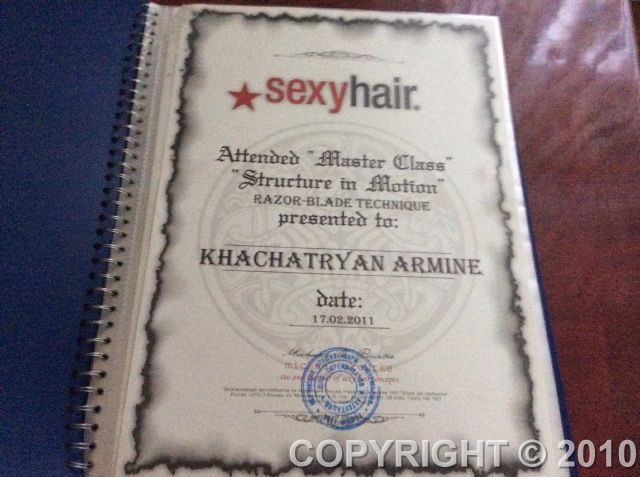 sexyhair.
Attended "Master Class"
"Structure in Motion"
RAZOR-BLADE TECHNIQUE
presented to:
KHACHATRYAN ARMINE
date:
17.02.2011
COPYRIGHT © 2010